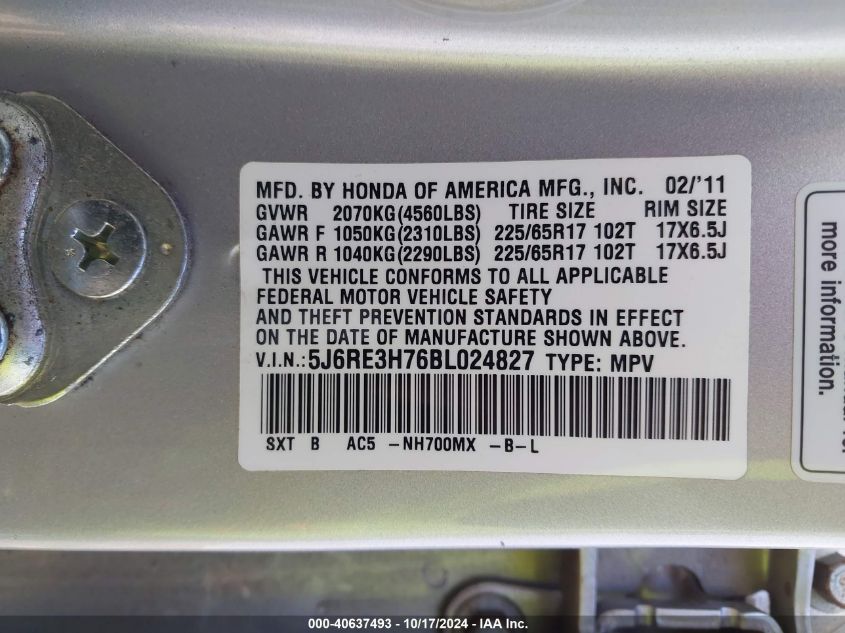 MFD. BY HONDA OF AMERICA MFG., INC. 02/'11
GVWR 2070KG(4560LBS) TIRE SIZE RIM SIZE
GAWR F 1050KG(2310LBS) 225/65R17 102T 17X6.5J
GAWR R 1040KG(2290LBS) 225/65R17 102T 17X6.5J
THIS VEHICLE CONFORMS TO ALL APPLICABLE
FEDERAL MOTOR VEHICLE SAFETY
AND THEFT PREVENTION STANDARDS IN EFFECT
ON THE DATE OF MANUFACTURE SHOWN ABOVE.
V.I.N.:5J6RE3H76BL024827 TYPE: MPV
SXT B AC5 -NH700MX -B-L
more information.
000-40637493 - 10/17/2024 - IAA Inc.